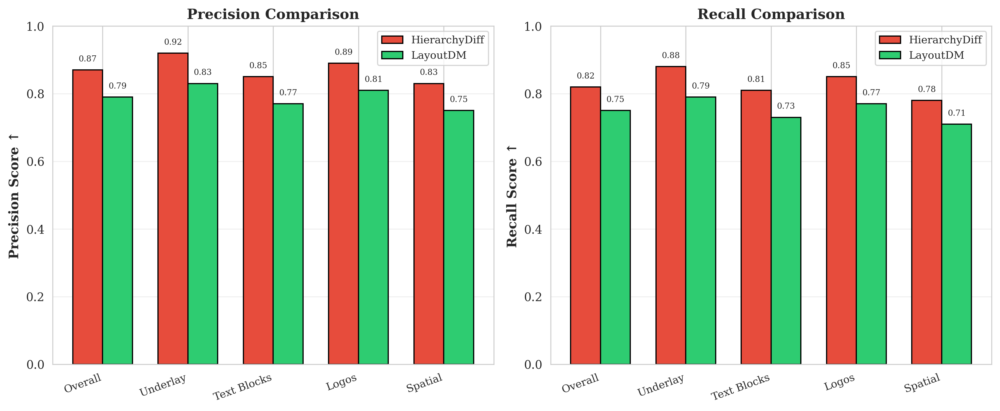 Precision Comparison
Precision Score ↑
1.0
0.8
0.6
0.4
0.2
0.0
HierarchyDiff
LayoutDM
0.87
0.79
0.92
0.83
0.85
0.77
0.89
0.81
0.83
0.75
Overall
Underlay
Text Blocks
Logos
Spatial
Recall Comparison
Recall Score ↑
1.0
0.8
0.6
0.4
0.2
0.0
HierarchyDiff
LayoutDM
0.82
0.75
0.88
0.79
0.81
0.73
0.85
0.77
0.78
0.71
Overall
Underlay
Text Blocks
Logos
Spatial